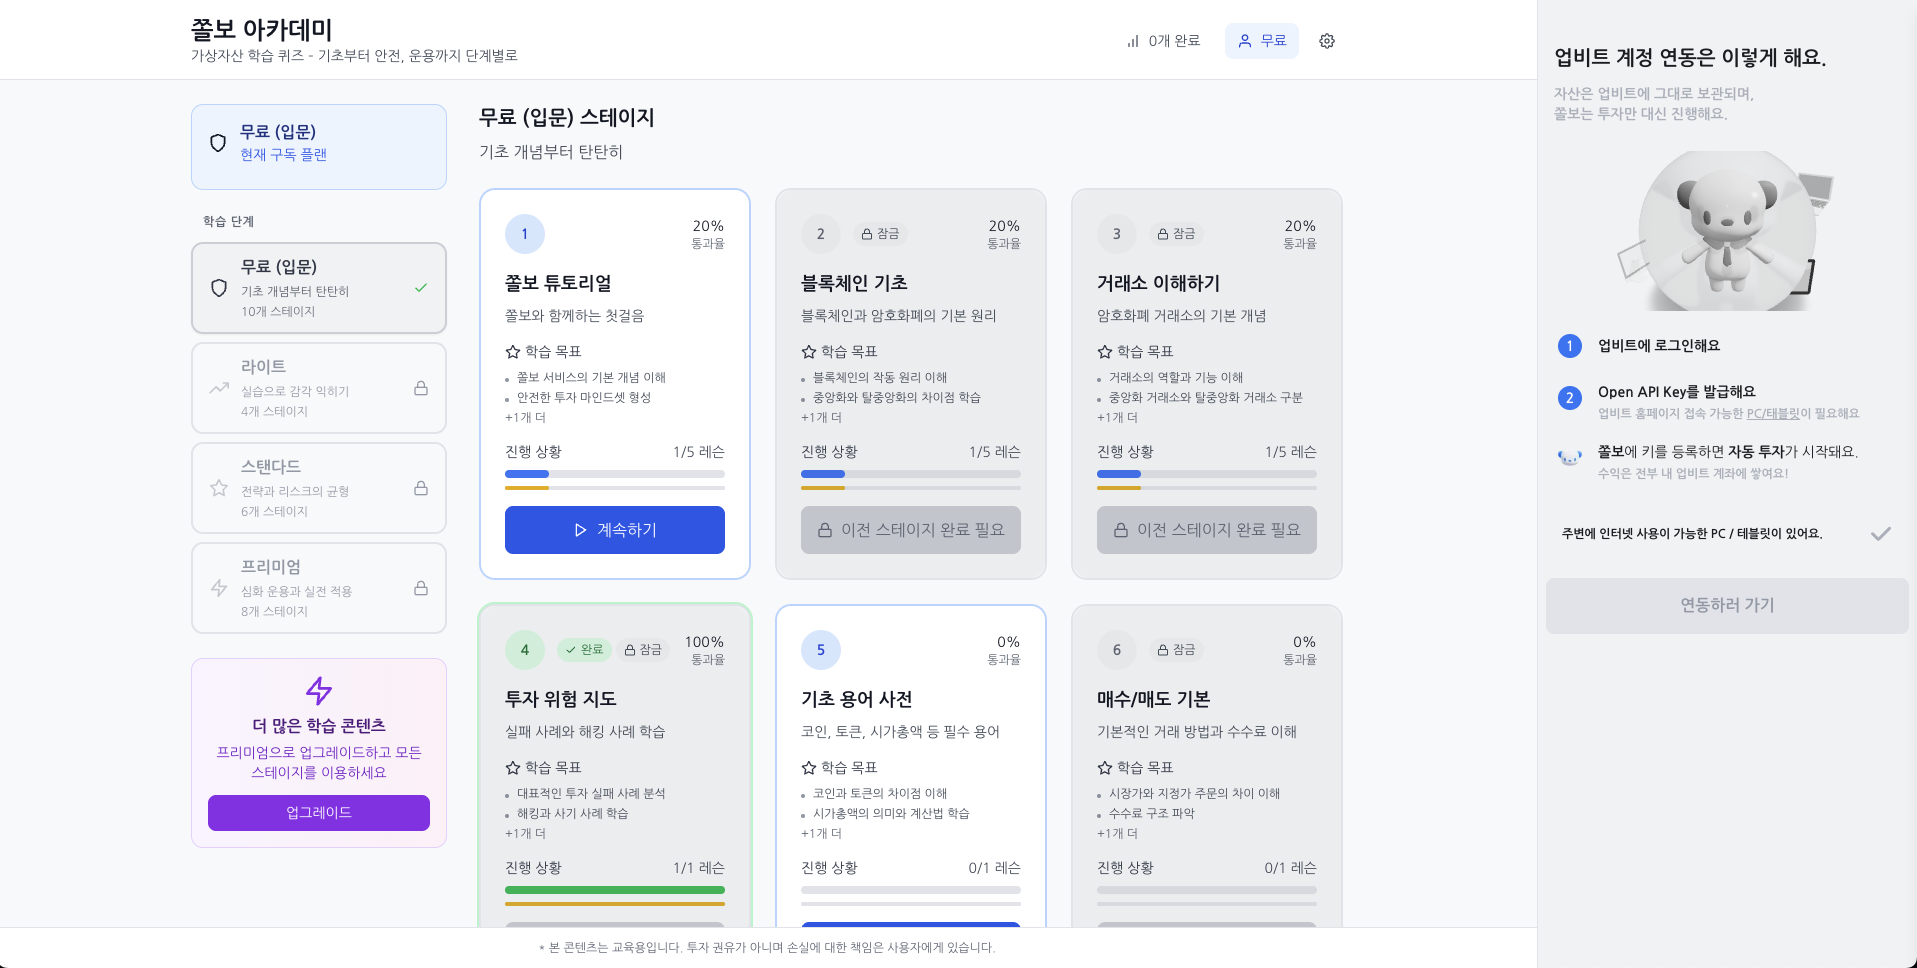 쫄보 아카데미
가상자산 학습 퀴즈 - 기초부터 안전, 운용까지 단계별로
0개 완료
무료
무료 (입문)
현재 구독 플랜
학습 단계
무료 (입문)
기초 개념부터 탄탄히
10개 스테이지
라이트
실습으로 감각 익히기
4개 스테이지
스탠다드
전략과 리스크의 균형
6개 스테이지
프리미엄
심화 운용과 실전 적용
8개 스테이지
더 많은 학습 콘텐츠
프리미엄으로 업그레이드하고 모든
스테이지를 이용하세요
업그레이드
무료 (입문) 스테이지
기초 개념부터 탄탄히
1
20%
통과율
쫄보 튜토리얼
쫄보와 함께하는 첫걸음
학습 목표
쫄보 서비스의 기본 개념 이해
안전한 투자 마인드셋 형성
+1개 더
진행 상황
1/5 레슨
계속하기
2
잠금
20%
통과율
블록체인 기초
블록체인과 암호화폐의 기본 원리
학습 목표
블록체인의 작동 원리 이해
중앙화와 탈중앙화의 차이점 학습
+1개 더
진행 상황
1/5 레슨
이전 스테이지 완료 필요
3
잠금
20%
통과율
거래소 이해하기
암호화폐 거래소의 기본 개념
학습 목표
거래소의 역할과 기능 이해
중앙화 거래소와 탈중앙화 거래소 구분
+1개 더
진행 상황
1/5 레슨
이전 스테이지 완료 필요
4
완료
잠금
100%
통과율
투자 위험 지도
실패 사례와 해킹 사례 학습
학습 목표
대표적인 투자 실패 사례 분석
해킹과 사기 사례 학습
+1개 더
진행 상황
1/1 레슨
5
0%
통과율
기초 용어 사전
코인, 토큰, 시가총액 등 필수 용어
학습 목표
코인과 토큰의 차이점 이해
시가총액의 의미와 계산법 학습
+1개 더
진행 상황
0/1 레슨
6
잠금
0%
통과율
매수/매도 기본
기본적인 거래 방법과 수수료 이해
학습 목표
시장가와 지정가 주문의 차이 이해
수수료 구조 파악
+1개 더
진행 상황
0/1 레슨
* 본 콘텐츠는 교육용입니다. 투자 권유가 아니며 손실에 대한 책임은 사용자에게 있습니다.
업비트 계정 연동은 이렇게 해요.
자산은 업비트에 그대로 보관되며,
쫄보는 투자만 대신 진행해요.
1
업비트에 로그인해요
2
Open API Key를 발급해요
업비트 홈페이지 접속 가능한 PC/태블릿이 필요해요
쫄보에 키를 등록하면 자동 투자가 시작돼요.
수익은 전부 내 업비트 계좌에 쌓여요!
주변에 인터넷 사용이 가능한 PC / 테블릿이 있어요.
연동하러 가기